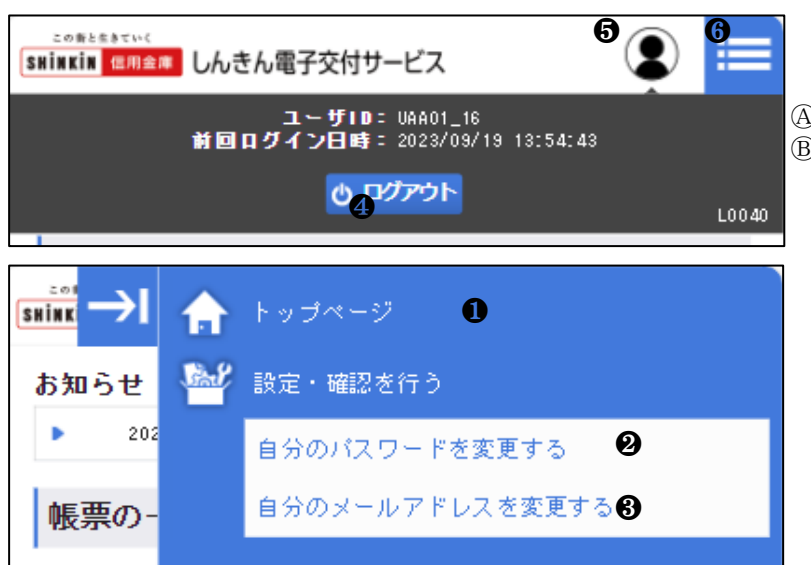 この街と生きていく
❺
❻
SHINKIN 信用金庫 しんきん電子交付サービス
ユーザID： UAA01_16
Ⓐ
前回ログイン日時： 2023/09/19 13:54:43
Ⓑ
ログアウト
❹
L0040
この
SHINK
トップページ ❶
設定・確認を行う
お知らせ
202
自分のパスワードを変更する ❷
自分のメールアドレスを変更する ❸
帳票の